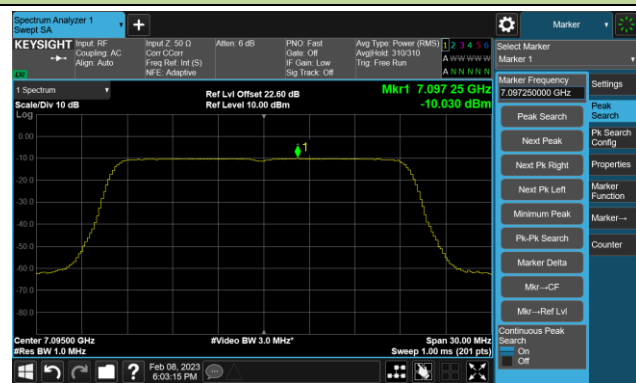 Spectrum Analyzer 1
Swept SA
+
Marker
KEYSIGHT
Input: RF
Coupling: AC
Align: Auto
Input Z: 50 Ω
Corr CCorr
Freq Ref: Int (S)
NFE: Adaptive
Atten: 6 dB
PNO: Fast
Gate: Off
IF Gain: Low
Sig Track: Off
Avg Type: Power (RMS)
Avg|Hold: 310/310
Trig: Free Run
1 2 3 4 5 6
A W W W W W
A N N N N N
Select Marker
Marker 1
LXI
1 Spectrum
Scale/Div 10 dB
Log
Ref Lvl Offset 22.60 dB
Ref Level 10.00 dBm
Mkr1 7.097 25 GHz
-10.030 dBm
0.00
-10.0
-20.0
-30.0
-40.0
-50.0
-60.0
-70.0
-80.0
1
Center 7.09500 GHz
#Res BW 1.0 MHz
#Video BW 3.0 MHz*
Span 30.00 MHz
Sweep 1.00 ms (201 pts)
Marker Frequency
7.097250000 GHz
Peak Search
Next Peak
Next Pk Right
Next Pk Left
Minimum Peak
Pk-Pk Search
Marker Delta
Mkr→CF
Mkr→Ref Lvl
Continuous Peak
Search
On
Off
Settings
Peak
Search
Pk Search
Config
Properties
Marker
Function
Marker→
Counter
?
Feb 08, 2023
6:03:15 PM